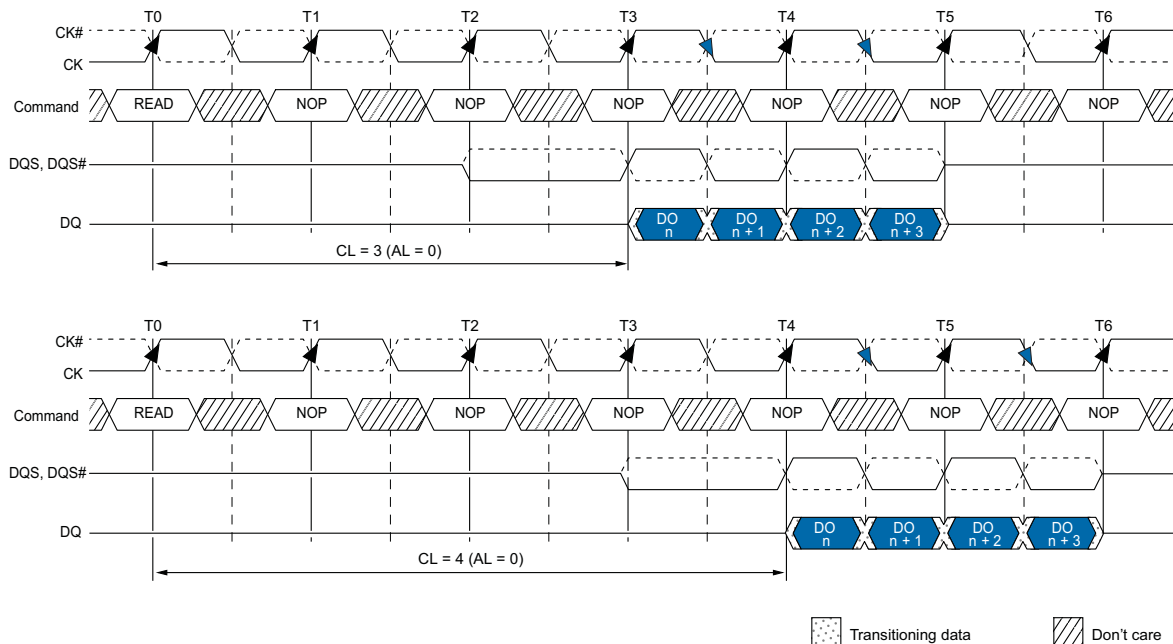 T0 T1 T2 T3 T4 T5 T6
CK#
CK
Command READ NOP NOP NOP NOP NOP NOP
DQS, DQS#
DQ DO n DO n + 1 DO n + 2 DO n + 3
CL = 3 (AL = 0)
T0 T1 T2 T3 T4 T5 T6
CK#
CK
Command READ NOP NOP NOP NOP NOP NOP
DQS, DQS#
DQ DO n DO n + 1 DO n + 2 DO n + 3
CL = 4 (AL = 0)
Transitioning data Don't care